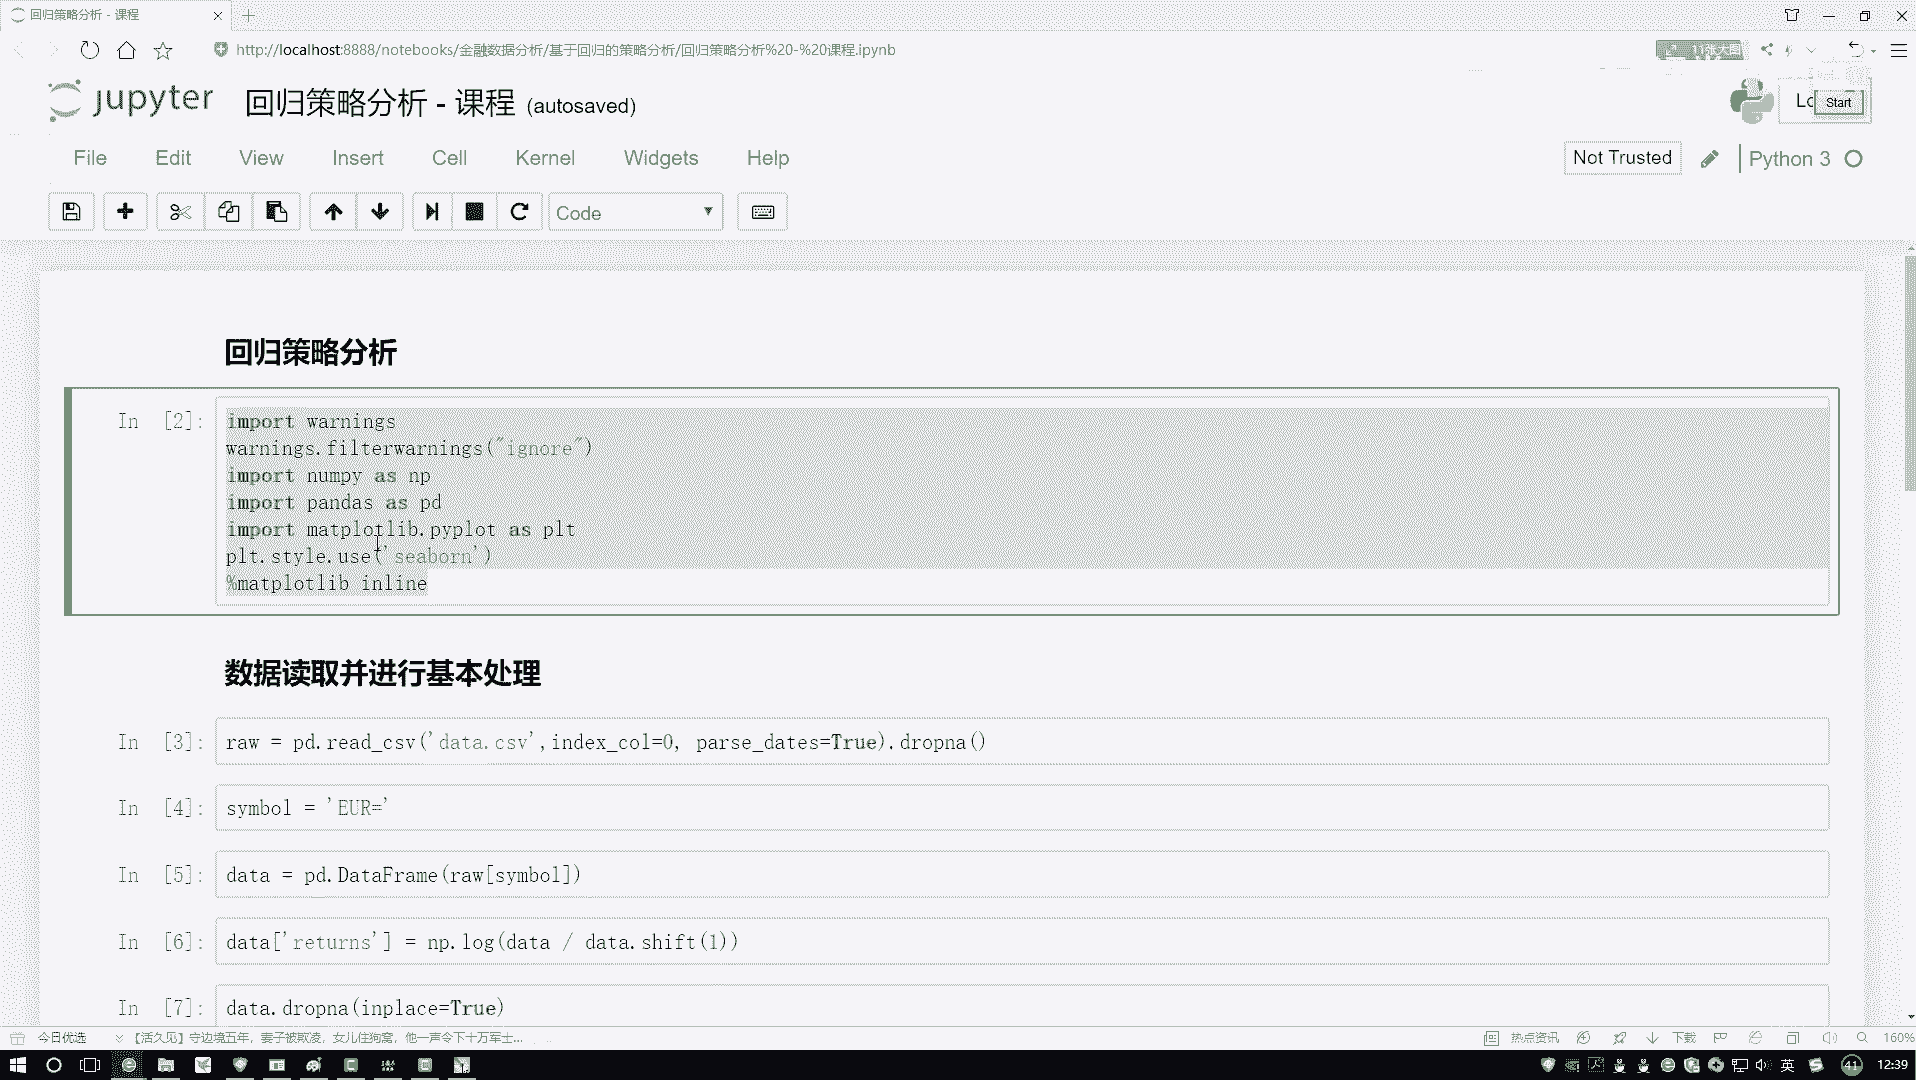 回归策略分析 - 课程
http://localhost:8888/notebooks/金融数据分析/基于回归的策略分析/回归策略分析%20-%20课程.ipynb
11张大图
jupyter 回归策略分析 - 课程 (autosaved)
Start
File Edit View Insert Cell Kernel Widgets Help
Not Trusted
Python 3
Code
回归策略分析
In [2]:
import warnings
warnings.filterwarnings("ignore")
import numpy as np
import pandas as pd
import matplotlib.pyplot as plt
plt.style.use('seaborn')
%matplotlib inline
数据读取并进行基本处理
In [3]: raw = pd.read_csv('data.csv',index_col=0, parse_dates=True).dropna()
In [4]: symbol = 'EUR='
In [5]: data = pd.DataFrame(raw[symbol])
In [6]: data['returns'] = np.log(data / data.shift(1))
In [7]: data.dropna(inplace=True)
今日优选
【活久见】守边境五年，妻子被欺凌，女儿住狗窝，他一声令下十万军士...
热点资讯
下载
160%
英
41
12:39